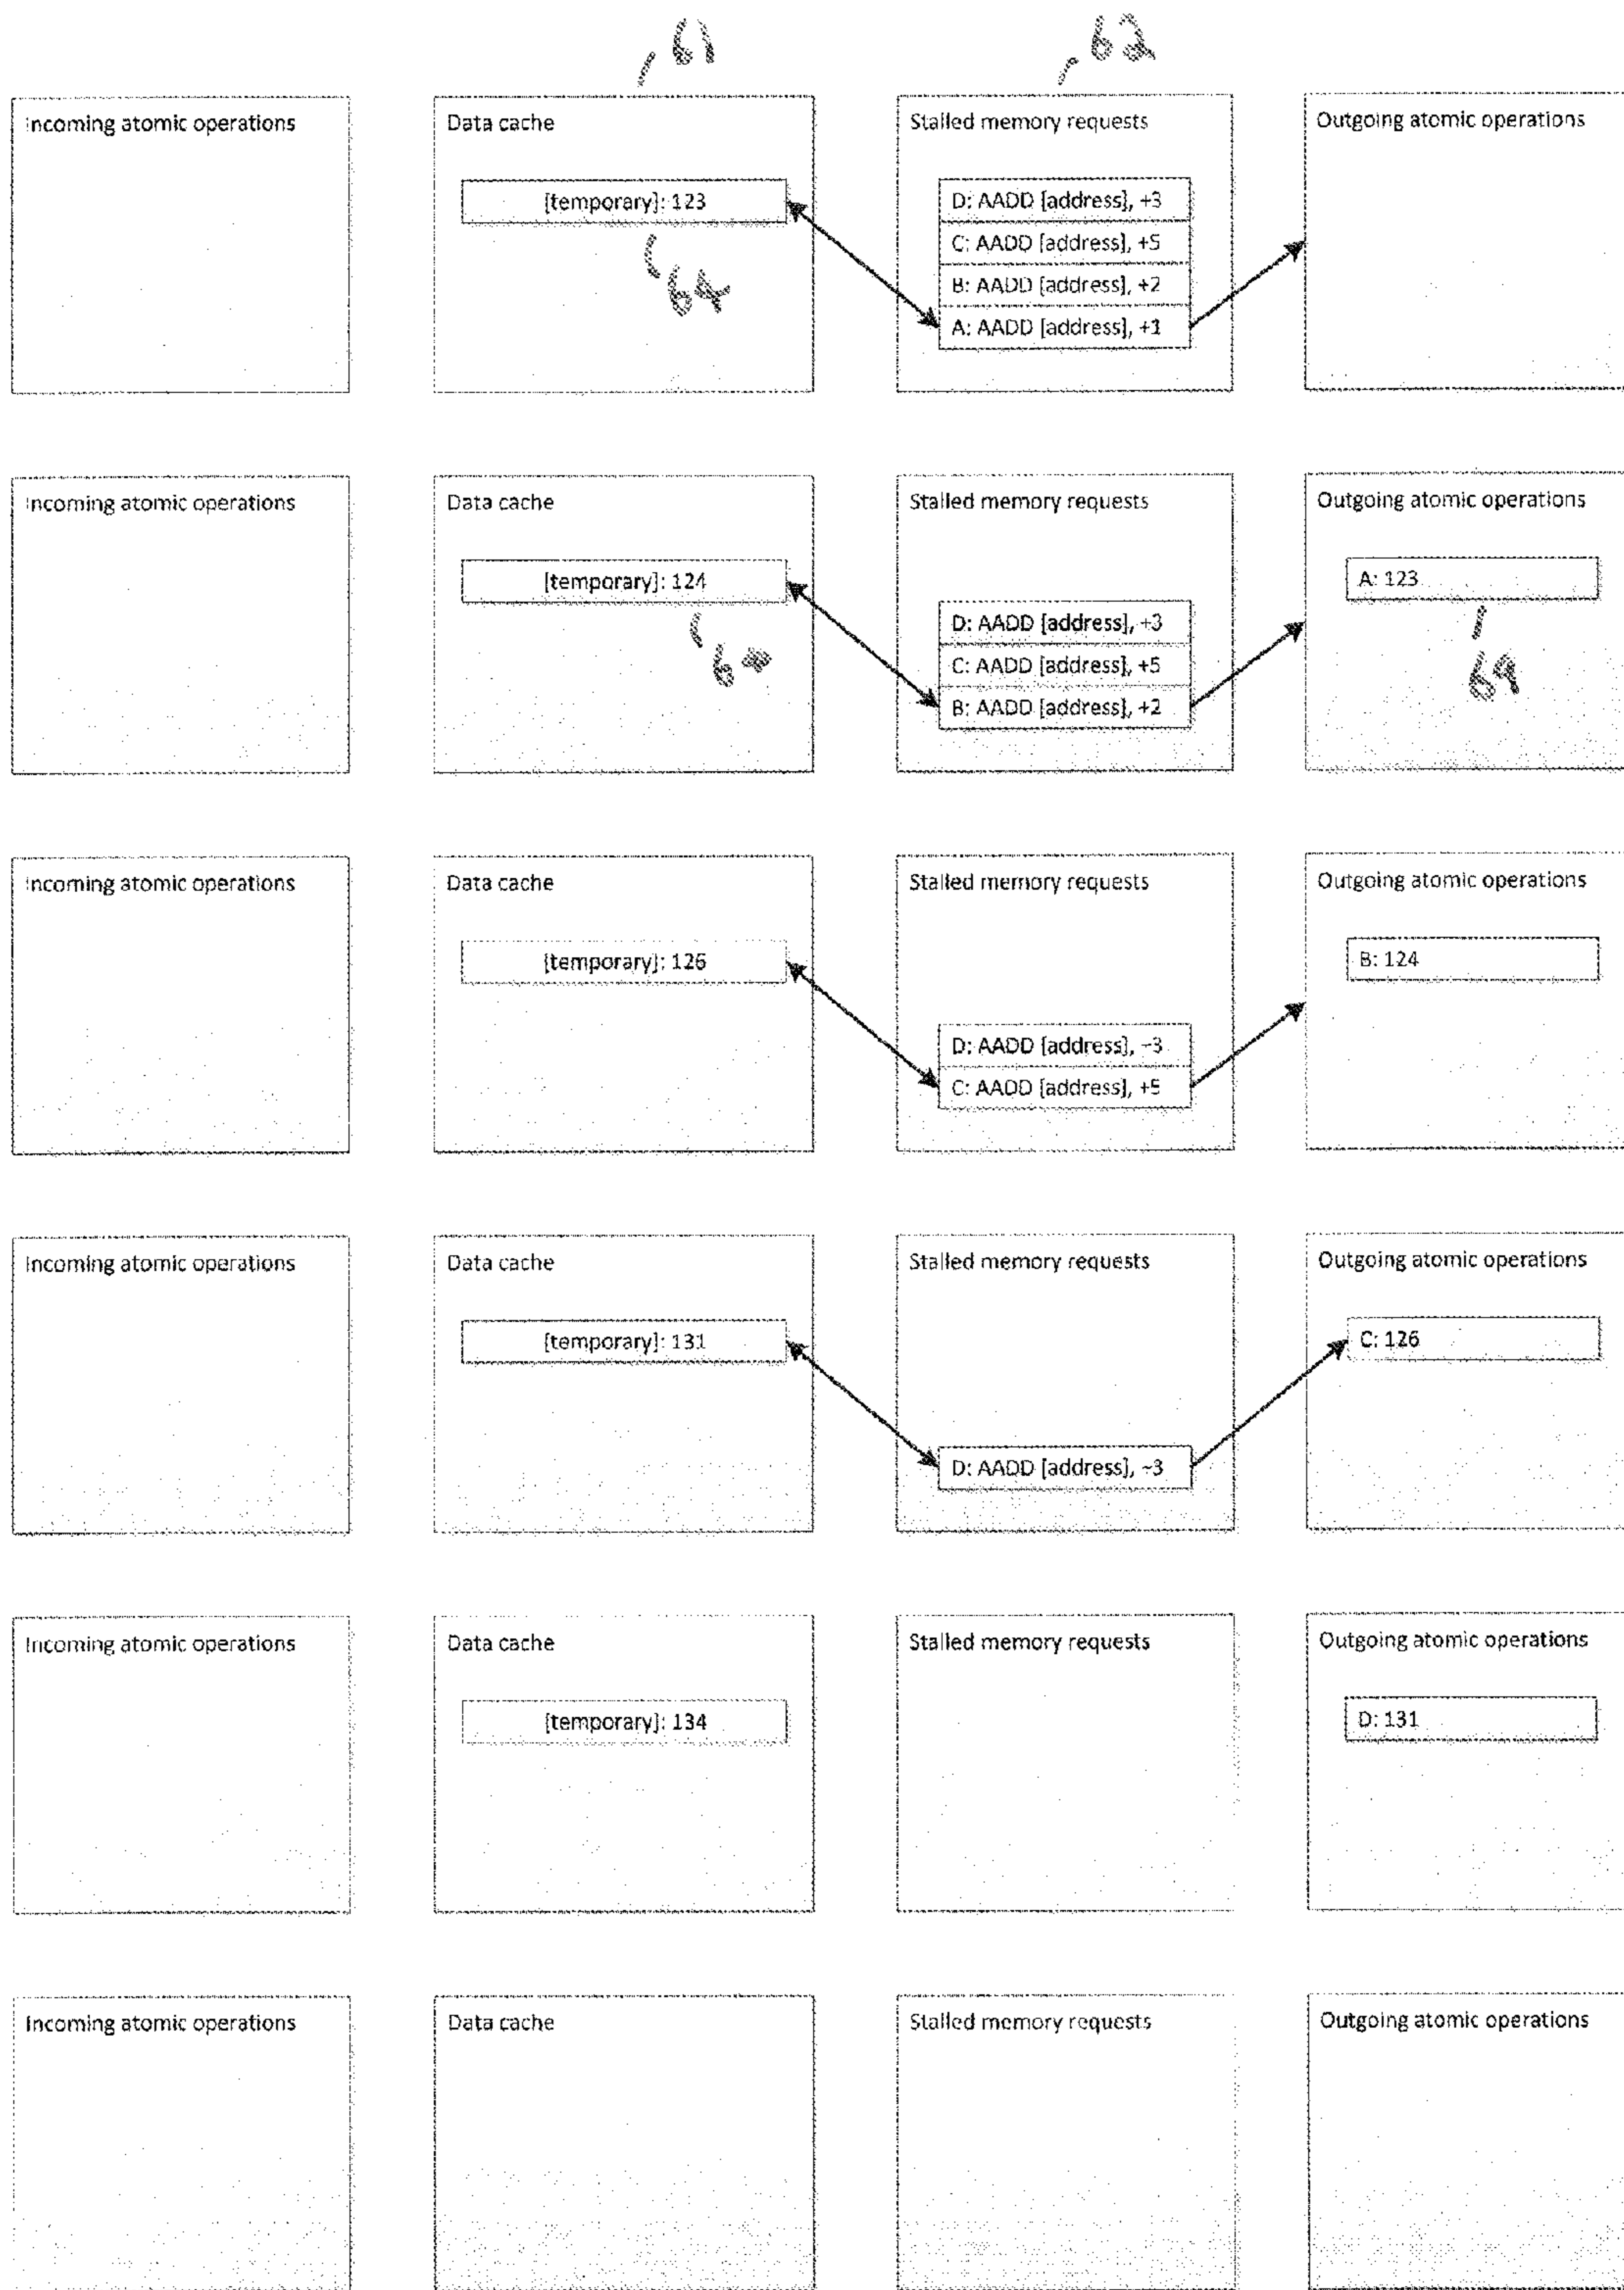 61
62
Incoming atomic operations
Data cache
[temporary]: 123
64
Stalled memory requests
D: AADD [address], +3
C: AADD [address], +5
B: AADD [address], +2
A: AADD [address], +1
Outgoing atomic operations
Incoming atomic operations
Data cache
[temporary]: 124
Stalled memory requests
D: AADD [address], +3
C: AADD [address], +5
B: AADD [address], +2
Outgoing atomic operations
A: 123
69
Incoming atomic operations
Data cache
[temporary]: 126
Stalled memory requests
D: AADD [address], +3
C: AADD [address], +5
Outgoing atomic operations
B: 124
Incoming atomic operations
Data cache
[temporary]: 131
Stalled memory requests
D: AADD [address], +3
Outgoing atomic operations
C: 126
Incoming atomic operations
Data cache
[temporary]: 134
Stalled memory requests
Outgoing atomic operations
D: 131
Incoming atomic operations
Data cache
Stalled memory requests
Outgoing atomic operations